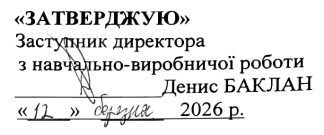 «ЗАТВЕРДЖУЮ»
Заступник директора
з навчально-виробничої роботи
Денис БАКЛАН
«12» березня 2026 р.